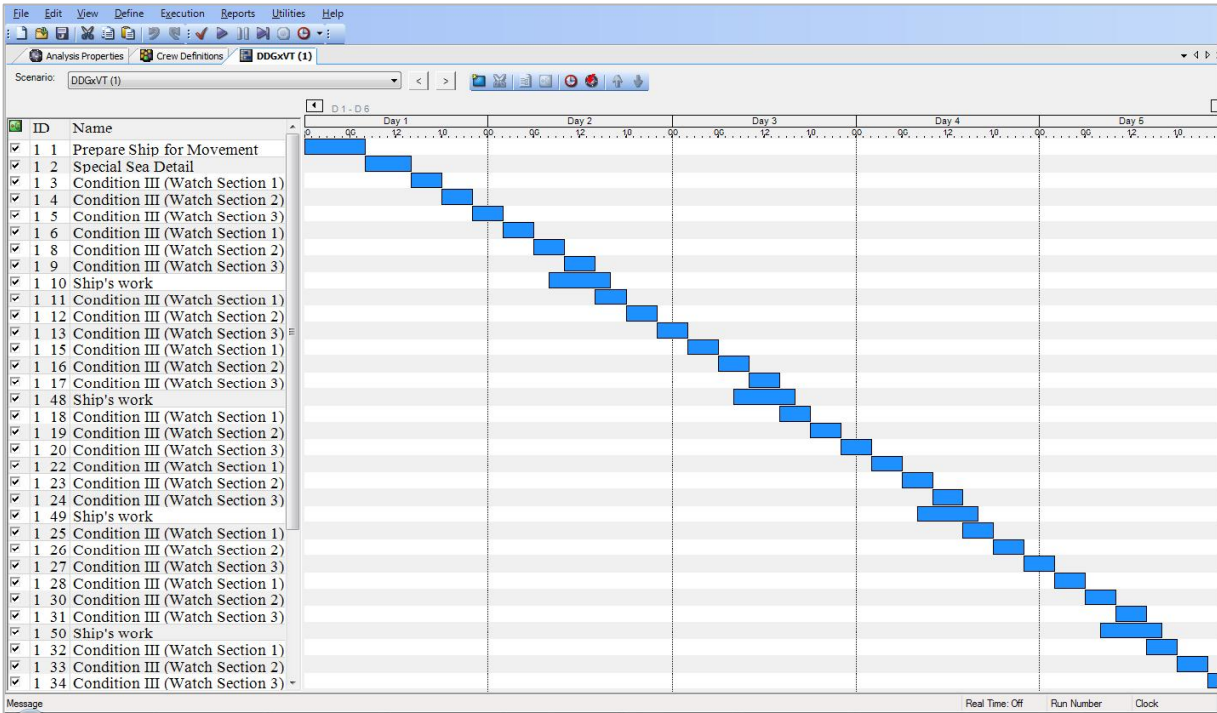 File Edit View Define Execution Reports Utilities Help
Analysis Properties Crew Definitions DDGxVT (1)
Scenario: DDGxVT (1) < >
D 1 - D 6
Day 1 Day 2 Day 3 Day 4 Day 5
ID Name
1 1 Prepare Ship for Movement
1 2 Special Sea Detail
1 3 Condition III (Watch Section 1)
1 4 Condition III (Watch Section 2)
1 5 Condition III (Watch Section 3)
1 6 Condition III (Watch Section 1)
1 8 Condition III (Watch Section 2)
1 9 Condition III (Watch Section 3)
1 10 Ship's work
1 11 Condition III (Watch Section 1)
1 12 Condition III (Watch Section 2)
1 13 Condition III (Watch Section 3)
1 15 Condition III (Watch Section 1)
1 16 Condition III (Watch Section 2)
1 17 Condition III (Watch Section 3)
1 48 Ship's work
1 18 Condition III (Watch Section 1)
1 19 Condition III (Watch Section 2)
1 20 Condition III (Watch Section 3)
1 22 Condition III (Watch Section 1)
1 23 Condition III (Watch Section 2)
1 24 Condition III (Watch Section 3)
1 49 Ship's work
1 25 Condition III (Watch Section 1)
1 26 Condition III (Watch Section 2)
1 27 Condition III (Watch Section 3)
1 28 Condition III (Watch Section 1)
1 30 Condition III (Watch Section 2)
1 31 Condition III (Watch Section 3)
1 50 Ship's work
1 32 Condition III (Watch Section 1)
1 33 Condition III (Watch Section 2)
1 34 Condition III (Watch Section 3)
Message Real Time: Off Run Number Clock